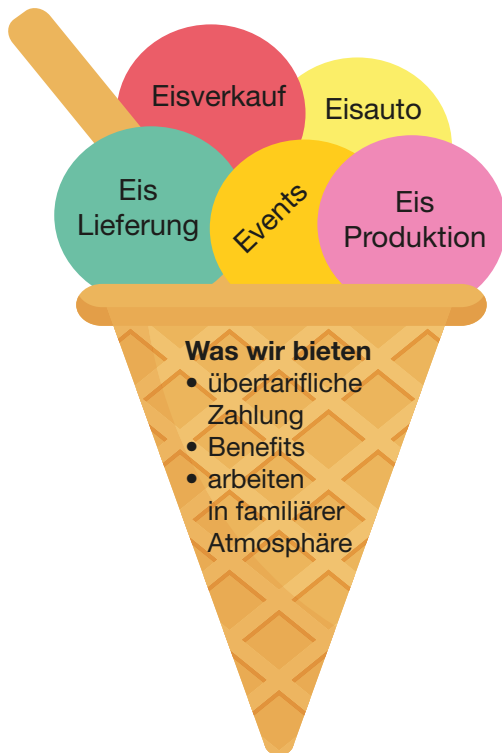 Eisverkauf
Eisauto
Eis
Lieferung
Events
Eis
Produktion
Was wir bieten
• übertarifliche
Zahlung
• Benefits
• arbeiten
in familiärer
Atmosphäre